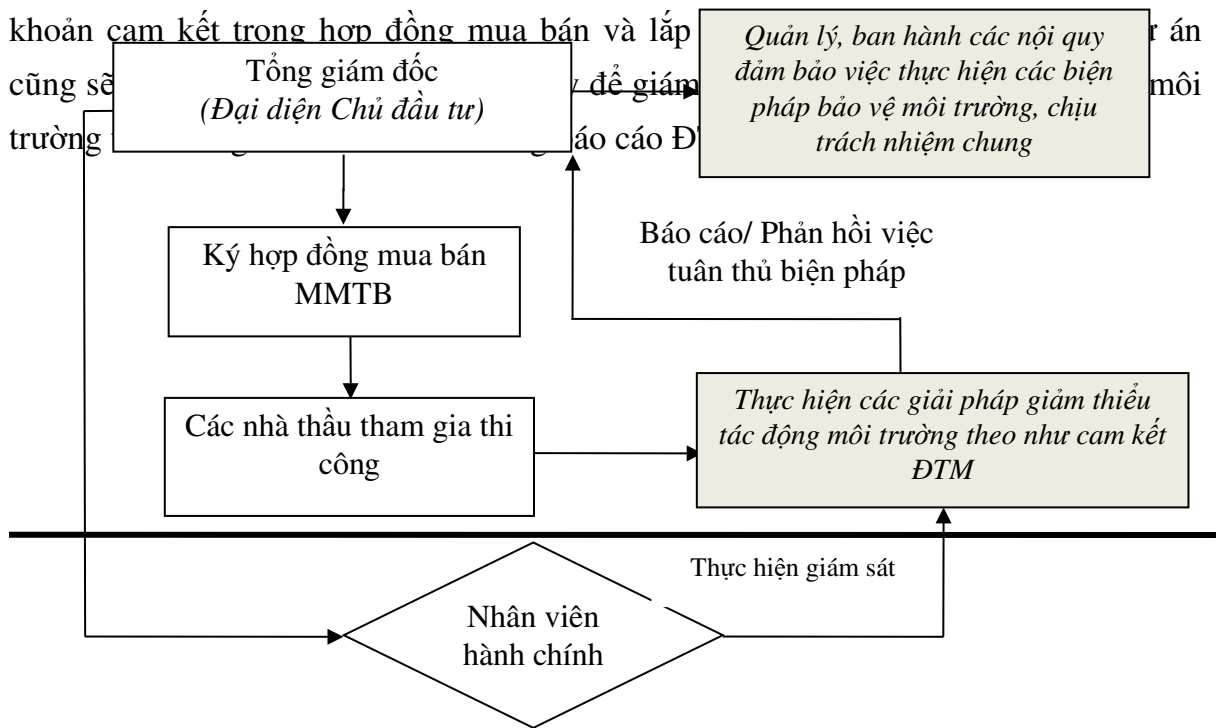 khoản cam kết trong hợp đồng mua bán và lắp án
cũng sẽ để giám môi
trường báo cáo
Tổng giám đốc
(Đại diện Chủ đầu tư)
Quản lý, ban hành các nội quy
đảm bảo việc thực hiện các biện
pháp bảo vệ môi trường, chịu
trách nhiệm chung
Ký hợp đồng mua bán
MMTB
Báo cáo/ Phản hồi việc
tuân thủ biện pháp
Các nhà thầu tham gia thi
công
Thực hiện các giải pháp giảm thiểu
tác động môi trường theo như cam kết
ĐTM
Thực hiện giám sát
Nhân viên
hành chính